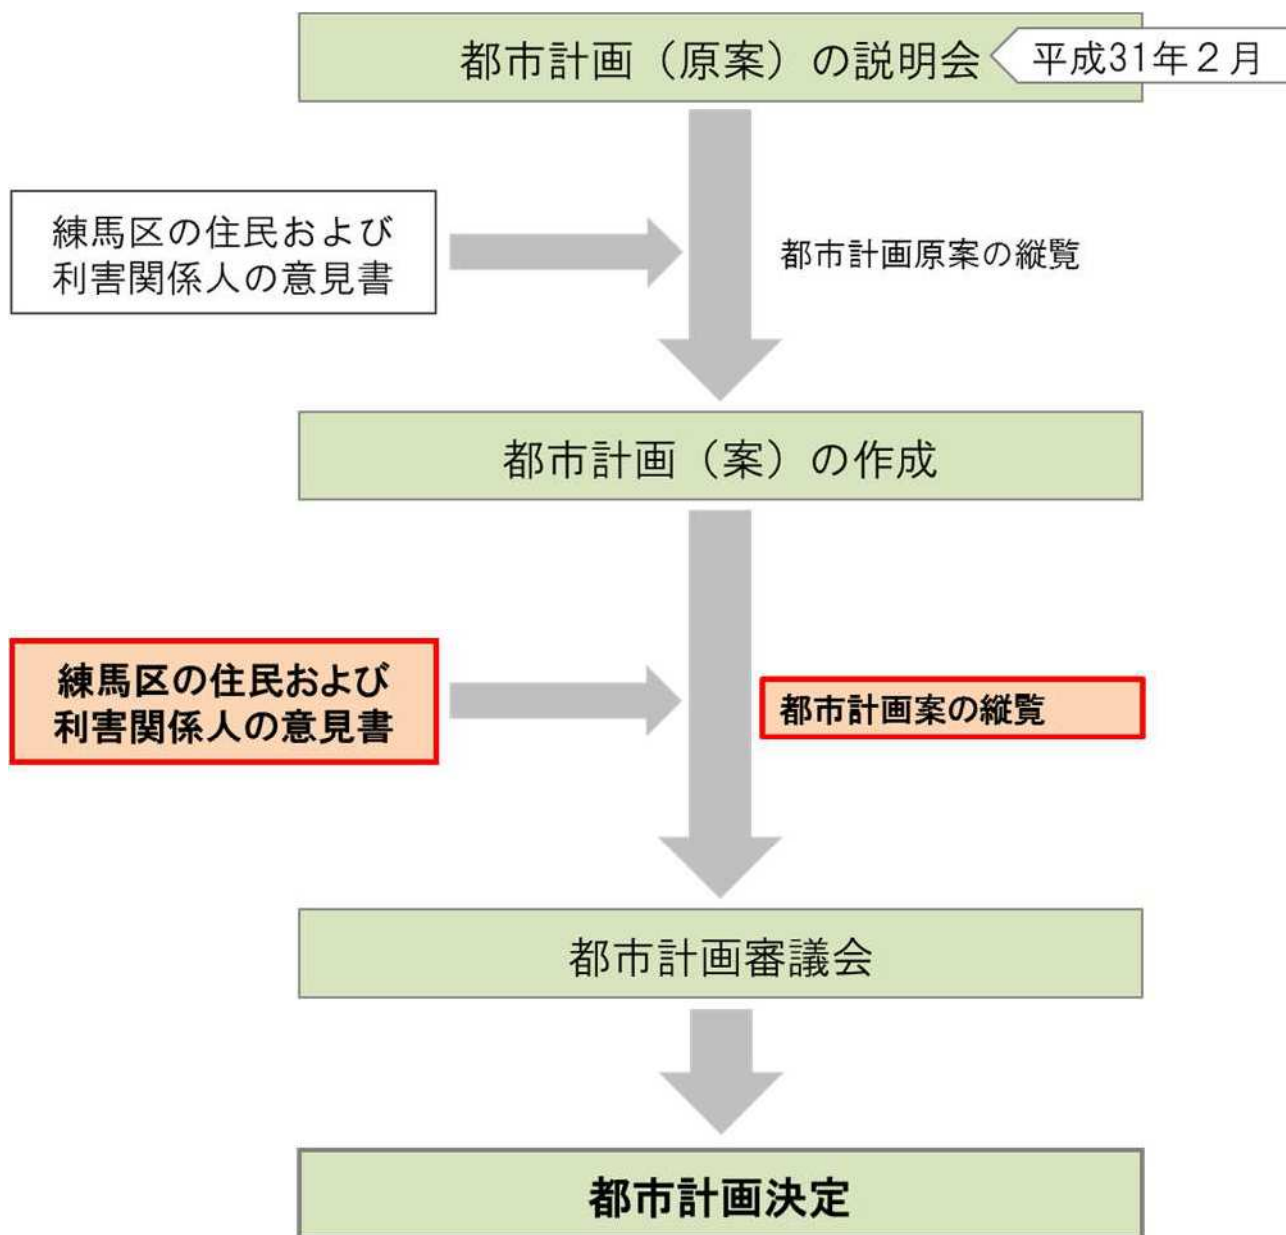 都市計画（原案）の説明会
平成31年２月
練馬区の住民および
利害関係人の意見書
都市計画原案の縦覧
都市計画（案）の作成
練馬区の住民および
利害関係人の意見書
都市計画案の縦覧
都市計画審議会
都市計画決定